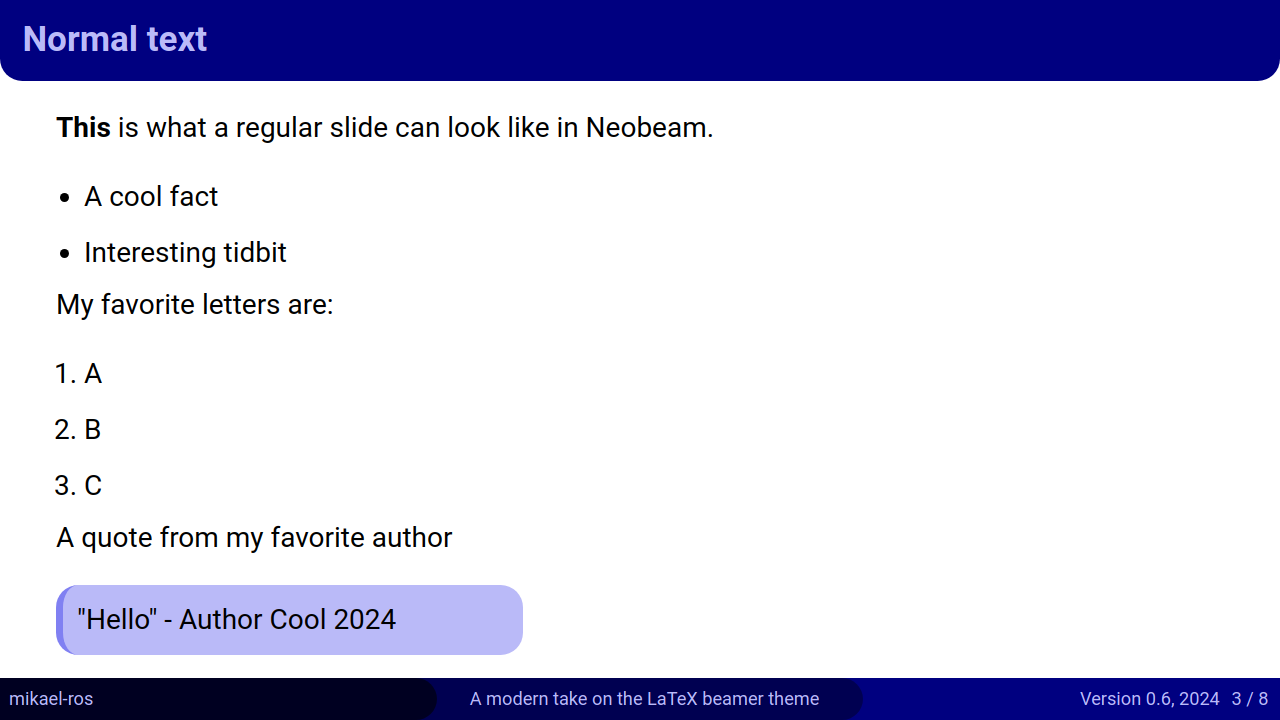 Normal text
This is what a regular slide can look like in Neobeam.
• A cool fact
• Interesting tidbit
My favorite letters are:
1. A
2. B
3. C
A quote from my favorite author
"Hello" - Author Cool 2024
mikael-ros
A modern take on the LaTeX beamer theme
Version 0.6, 2024 3 / 8